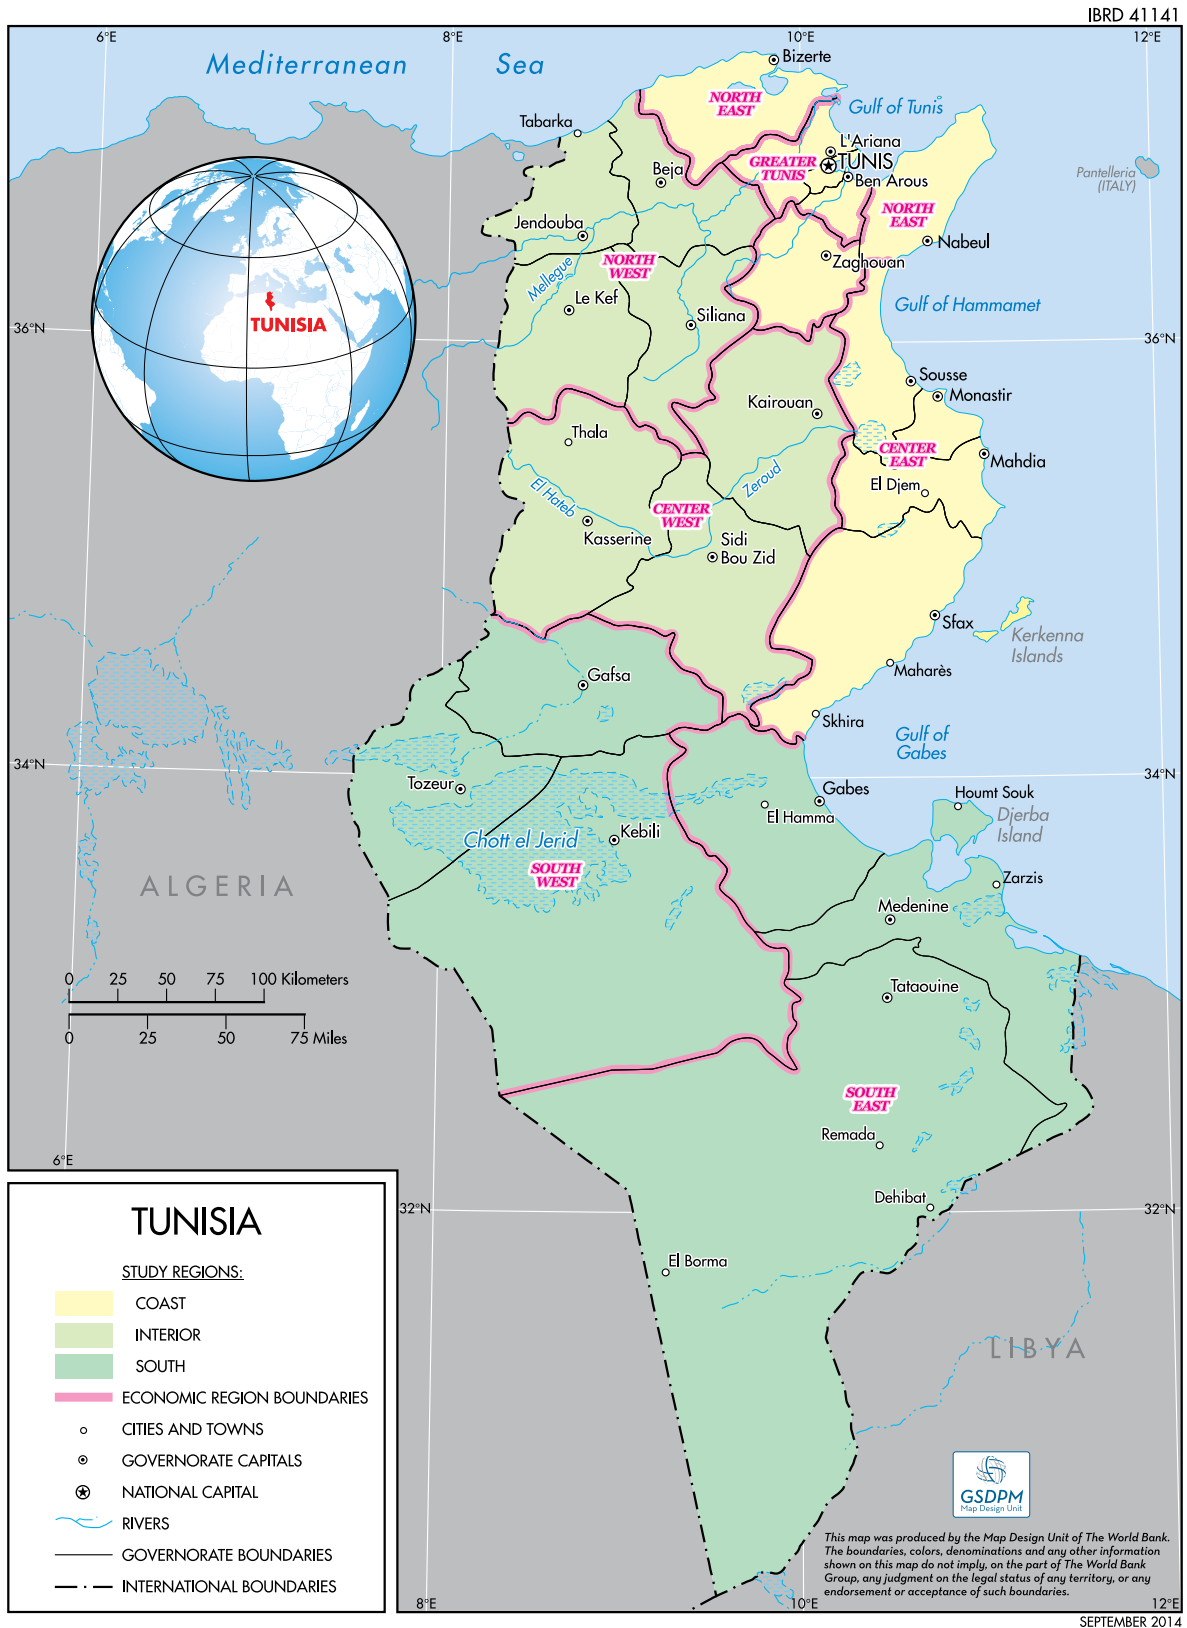 IBRD 41141
6°E
8°E
10°E
12°E
Mediterranean Sea
Bizerte
NORTH
EAST
Gulf of Tunis
Tabarka
L'Ariana
TUNIS
GREATER
TUNIS
Beja
Ben Arous
Pantelleria
(ITALY)
NORTH
EAST
Jendouba
Nabeul
NORTH
WEST
Zaghouan
Mellegue
Le Kef
Gulf of Hammamet
Siliana
TUNISIA
36°N
36°N
Sousse
Monastir
Kairouan
Thala
CENTER
EAST
Mahdia
Zeroud
El Djem
El Hateb
CENTER
WEST
Kasserine
Sidi
Bou Zid
Sfax
Kerkenna
Islands
Maharès
Gafsa
Skhira
Gulf of
Gabes
34°N
34°N
Tozeur
Gabes
Houmt Souk
El Hamma
Djerba
Island
Kebili
Chott el Jerid
SOUTH
WEST
ALGERIA
Zarzis
Medenine
0 25 50 75 100 Kilometers
0 25 50 75 Miles
Tataouine
SOUTH
EAST
Remada
6°E
Dehibat
32°N
32°N
El Borma
LIBYA
TUNISIA
STUDY REGIONS:
COAST
INTERIOR
SOUTH
ECONOMIC REGION BOUNDARIES
CITIES AND TOWNS
GOVERNORATE CAPITALS
NATIONAL CAPITAL
RIVERS
GOVERNORATE BOUNDARIES
INTERNATIONAL BOUNDARIES
GSDPM
Map Design Unit
This map was produced by the Map Design Unit of The World Bank.
The boundaries, colors, denominations and any other information
shown on this map do not imply, on the part of The World Bank
Group, any judgment on the legal status of any territory, or any
endorsement or acceptance of such boundaries.
8°E
10°E
12°E
SEPTEMBER 2014